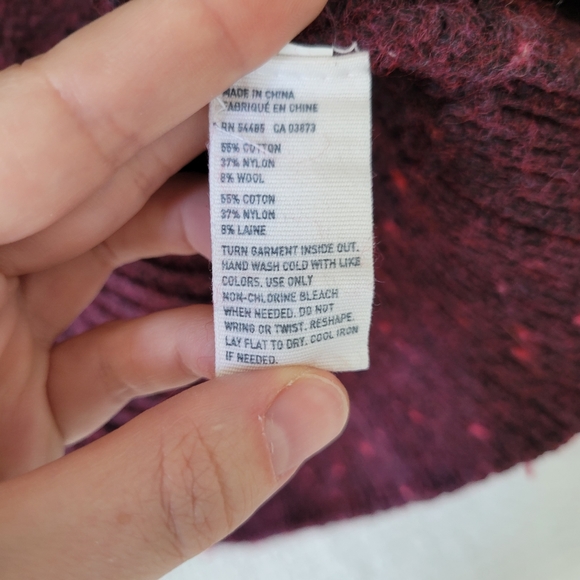 MADE IN CHINA
FABRIQUÉ EN CHINE
RN 54485 CA 03673
55% COTTON
37% NYLON
8% WOOL
55% COTON
37% NYLON
8% LAINE
TURN GARMENT INSIDE OUT.
HAND WASH COLD WITH LIKE
COLORS. USE ONLY
NON-CHLORINE BLEACH
WHEN NEEDED. DO NOT
WRING OR TWIST. RESHAPE.
LAY FLAT TO DRY. COOL IRON
IF NEEDED.